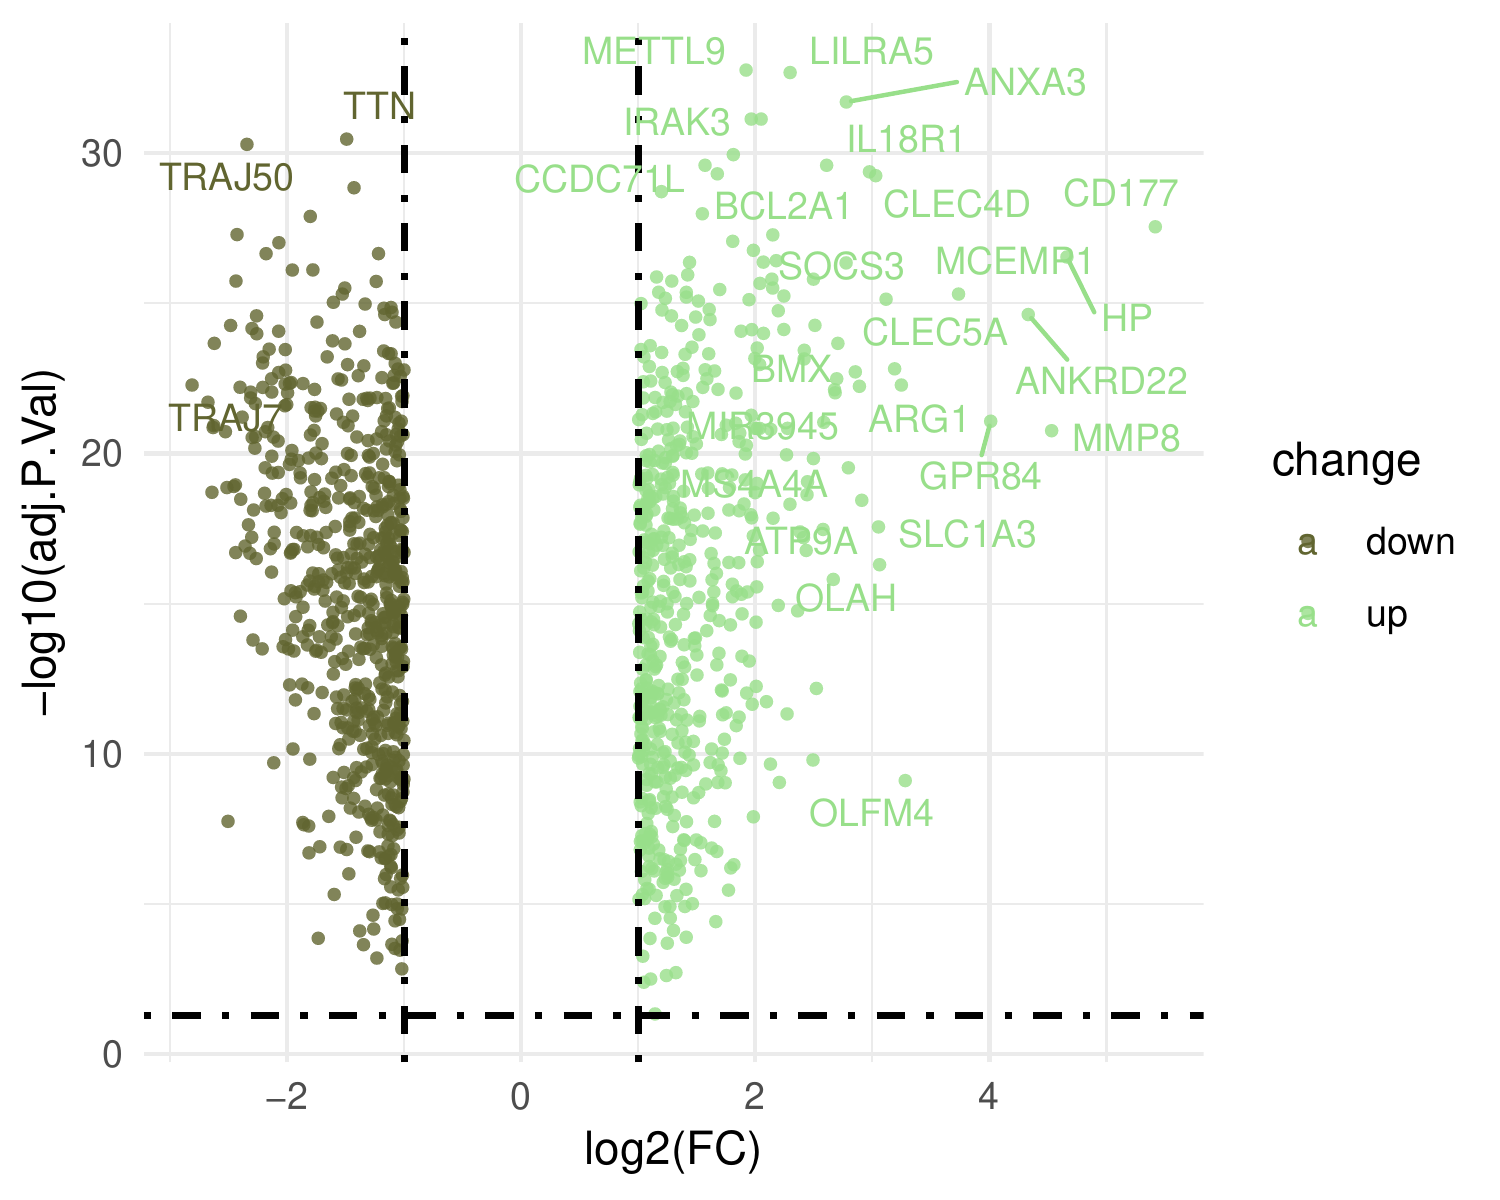 METTL9
LILRA5
ANXA3
TTN
IRAK3
IL18R1
TRAJ50
CCDC71L
BCL2A1
CLEC4D
CD177
SOCS3
MCEMP1
HP
CLEC5A
BMX
ANKRD22
TRAJ7
MIR3945
ARG1
MMP8
MS4A4A
GPR84
ATP9A
SLC1A3
OLAH
OLFM4
30
20
10
0
−2
0
2
4
−log10(adj.P.Val)
log2(FC)
change
a down
a up